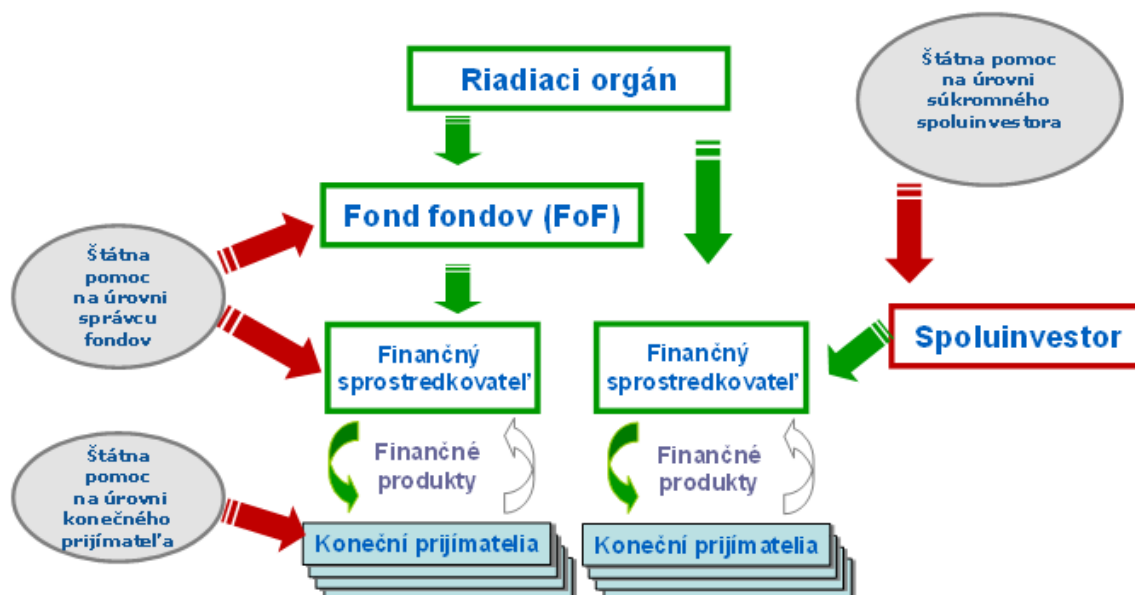 Riadiaci orgán
Štátna pomoc
na úrovni
súkromného
spoluinvestora
Fond fondov (FoF)
Štátna
pomoc
na úrovni
správcu
fondov
Finančný
sprostredkovateľ
Finančný
sprostredkovateľ
Spoluinvestor
Finančné
produkty
Finančné
produkty
Štátna
pomoc
na úrovni
konečného
prijímateľa
Koneční prijímatelia
Koneční prijímatelia